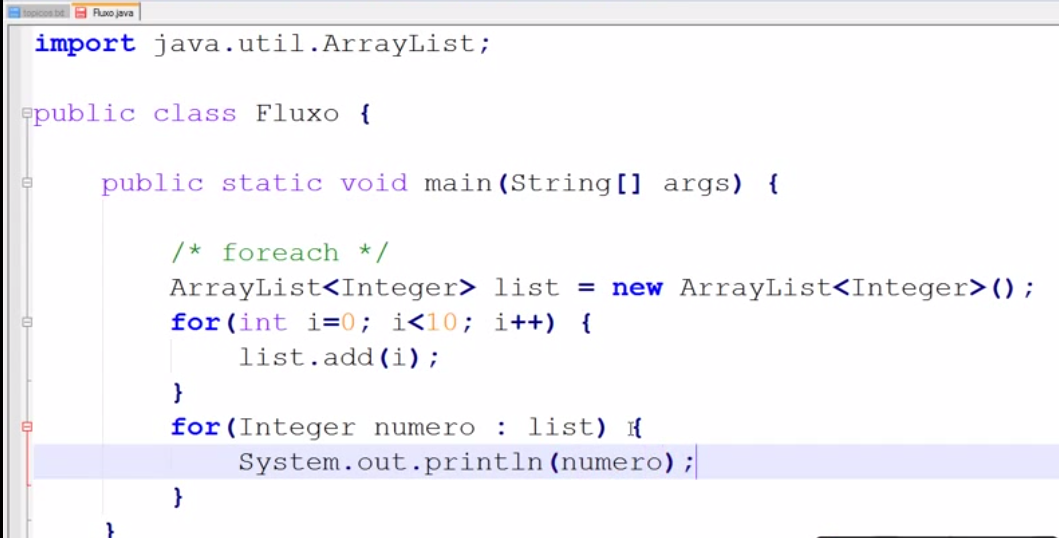 topicos.txt Fluxo.java
import java.util.ArrayList;
public class Fluxo {
public static void main(String[] args) {
/* foreach */
ArrayList<Integer> list = new ArrayList<Integer>();
for(int i=0; i<10; i++) {
list.add(i);
}
for(Integer numero : list) {
System.out.println(numero);
}
}